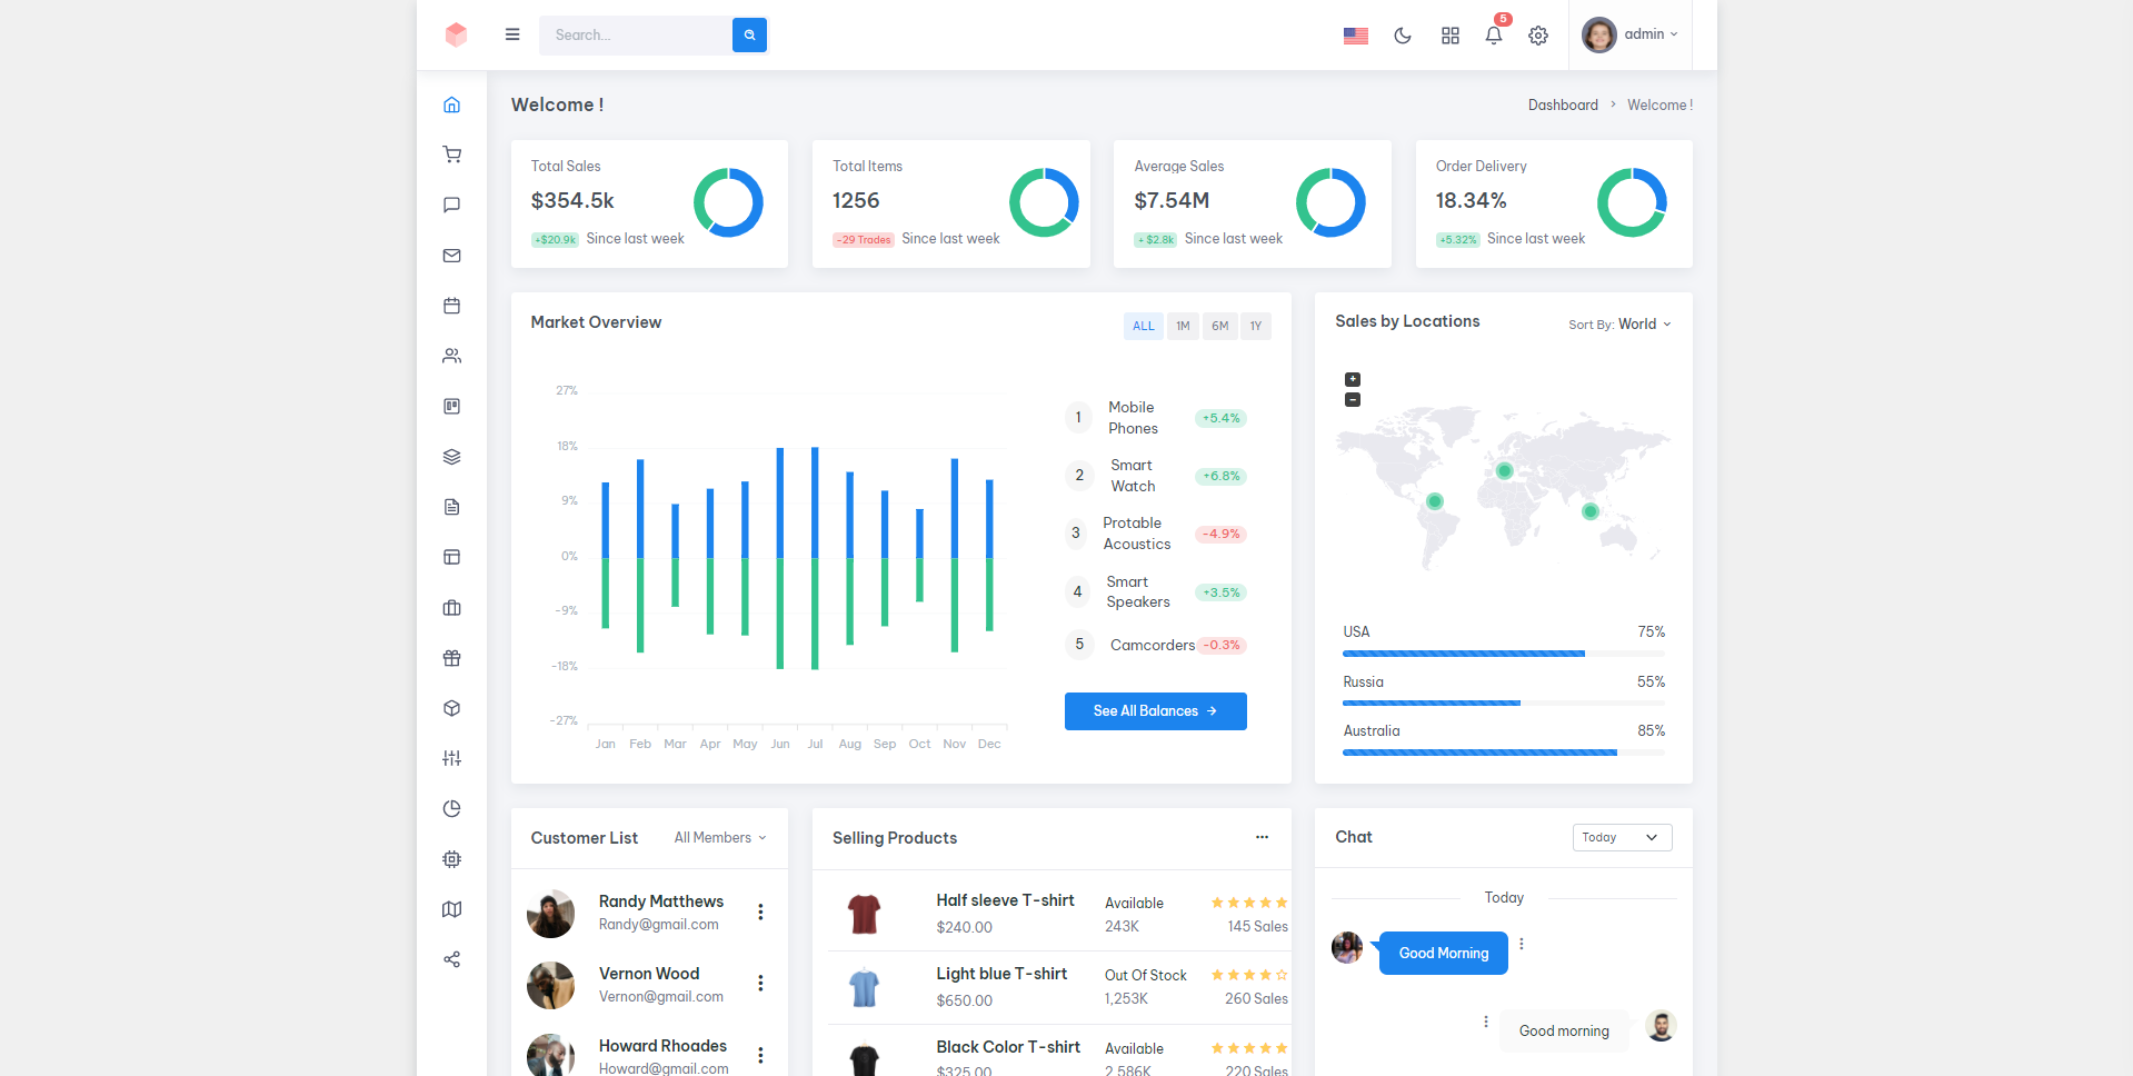 Search...
5
admin
Welcome !
Dashboard > Welcome !
Total Sales
$354.5k
+$20.9k Since last week
Total Items
1256
-29 Trades Since last week
Average Sales
$7.54M
+ $2.8k Since last week
Order Delivery
18.34%
+5.32% Since last week
Market Overview
ALL 1M 6M 1Y
27%
18%
9%
0%
-9%
-18%
-27%
Jan Feb Mar Apr May Jun Jul Aug Sep Oct Nov Dec
1 Mobile Phones +5.4%
2 Smart Watch +6.8%
3 Protable Acoustics -4.9%
4 Smart Speakers +3.5%
5 Camcorders -0.3%
See All Balances
Sales by Locations
Sort By: World
+
−
USA 75%
Russia 55%
Australia 85%
Customer List
All Members
Randy Matthews
Randy@gmail.com
Vernon Wood
Vernon@gmail.com
Howard Rhoades
Howard@gmail.com
Selling Products
Half sleeve T-shirt Available
$240.00 243K 145 Sales
Light blue T-shirt Out Of Stock
$650.00 1,253K 260 Sales
Black Color T-shirt Available
$325.00 2,586K 220 Sales
Chat
Today
Today
Good Morning
Good morning